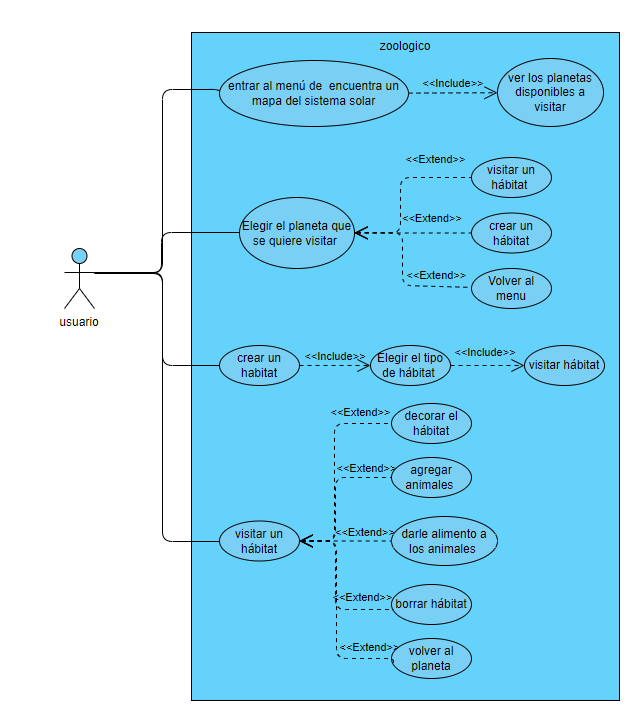 zoologico
entrar al menú de encuentra un
mapa del sistema solar
<<Include>>
ver los planetas
disponibles a
visitar
<<Extend>>
visitar un
hábitat
Elegir el planeta que
se quiere visitar
<<Extend>>
crear un
hábitat
<<Extend>>
Volver al
menu
usuario
crear un
habitat
<<Include>>
Elegir el tipo
de hábitat
<<Include>>
visitar hábitat
<<Extend>>
decorar el
hábitat
<<Extend>>
agregar
animales
visitar un
hábitat
<<Extend>>
darle alimento a
los animales
<<Extend>>
borrar hábitat
<<Extend>>
volver al
planeta